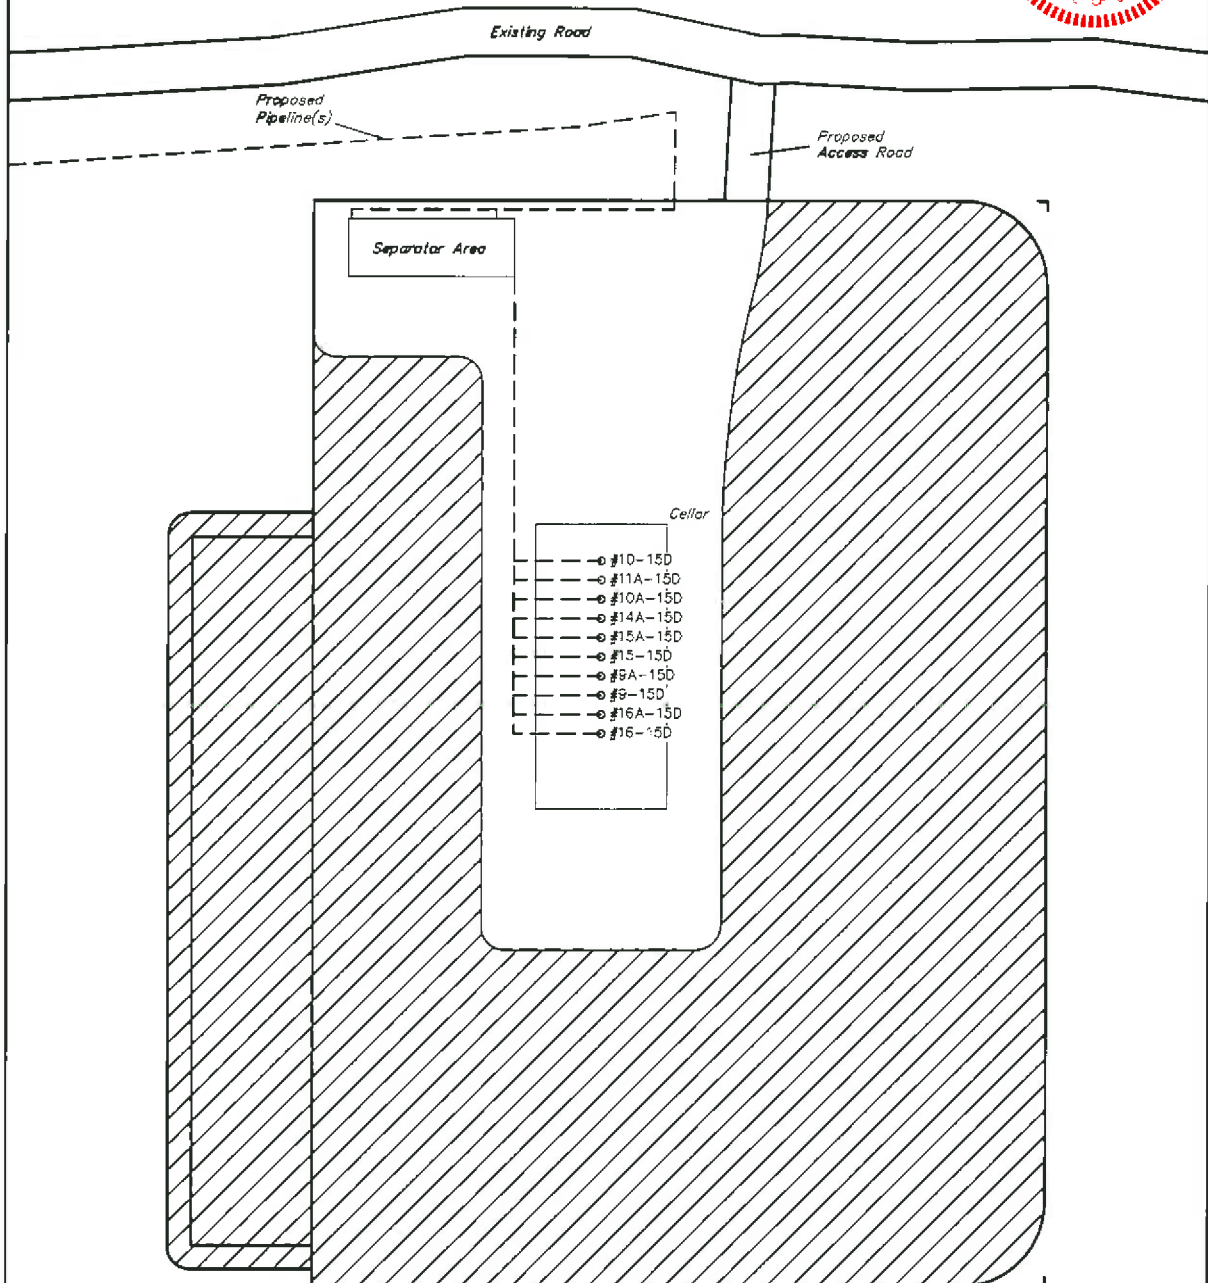 Existing Road
Proposed
Pipeline(s)
Proposed
Access Road
Separator Area
Cellar
#10-15D
#11A-15D
#10A-15D
#14A-15D
#15A-15D
#15-15D
#9A-15D
#9-15D
#16A-15D
#16-15D